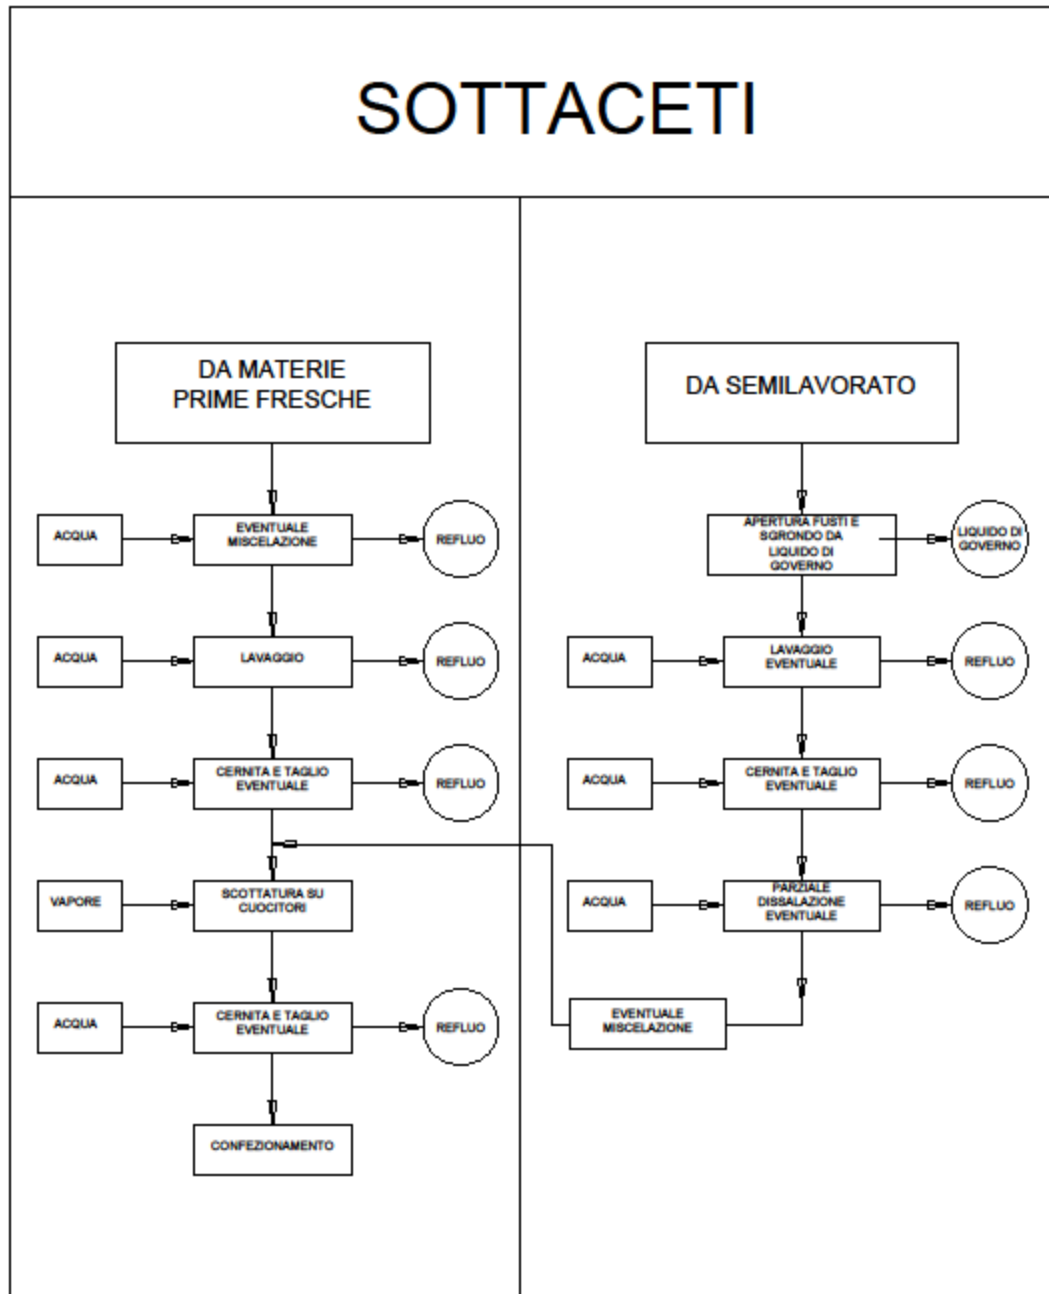 SOTTACETI
DA MATERIE
PRIME FRESCHE
ACQUA
EVENTUALE
MISCELAZIONE
REFLUO
ACQUA
LAVAGGIO
REFLUO
ACQUA
CERNITA E TAGLIO
EVENTUALE
REFLUO
VAPORE
SCOTTATURA SU
CUOCITORI
ACQUA
CERNITA E TAGLIO
EVENTUALE
REFLUO
CONFEZIONAMENTO
DA SEMILAVORATO
APERTURA FUSTI E
SGRONDO DA
LIQUIDO DI
GOVERNO
LIQUIDO DI
GOVERNO
ACQUA
LAVAGGIO
EVENTUALE
REFLUO
ACQUA
CERNITA E TAGLIO
EVENTUALE
REFLUO
ACQUA
PARZIALE
DISSALAZIONE
EVENTUALE
REFLUO
EVENTUALE
MISCELAZIONE